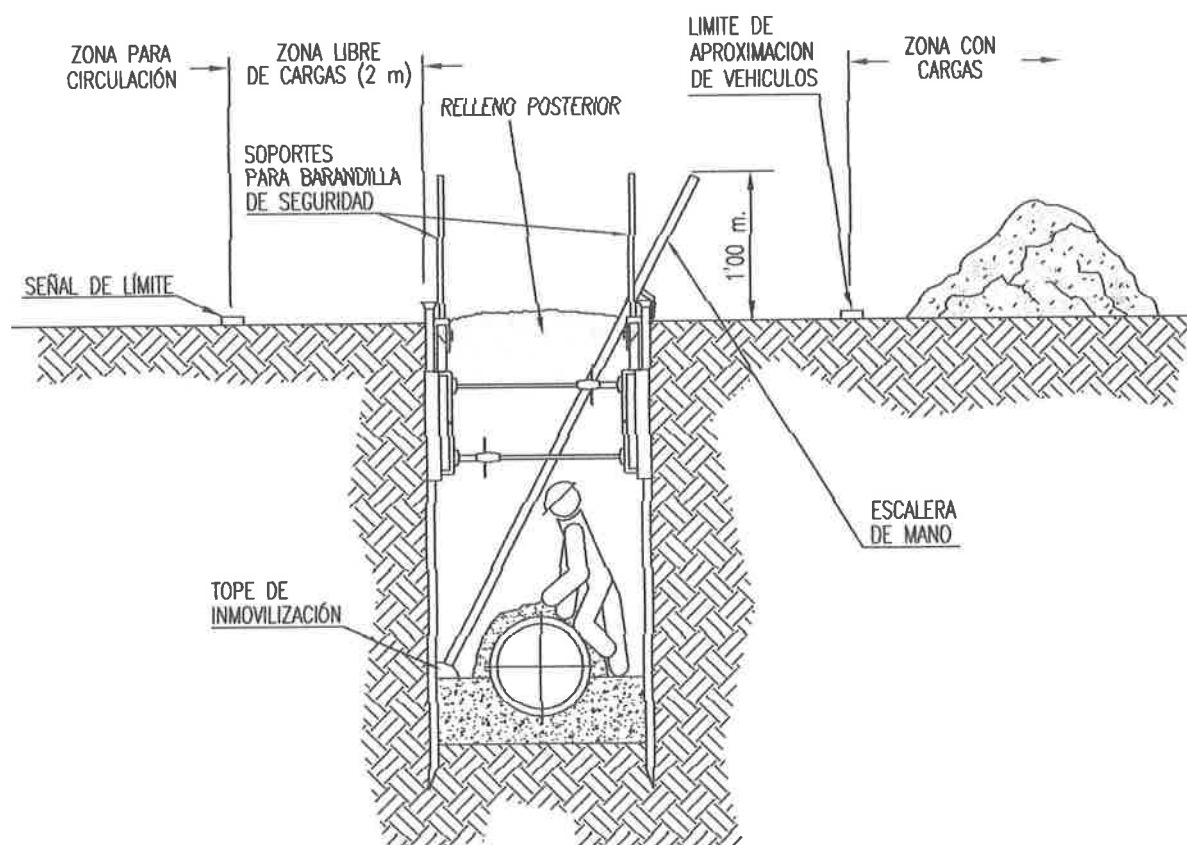 ZONA PARA
CIRCULACIÓN
ZONA LIBRE
DE CARGAS (2 m)
LIMITE DE
APROXIMACION
DE VEHICULOS
ZONA CON
CARGAS
RELLENO POSTERIOR
SOPORTES
PARA BARANDILLA
DE SEGURIDAD
1'00 m.
SEÑAL DE LÍMITE
ESCALERA
DE MANO
TOPE DE
INMOVILIZACIÓN